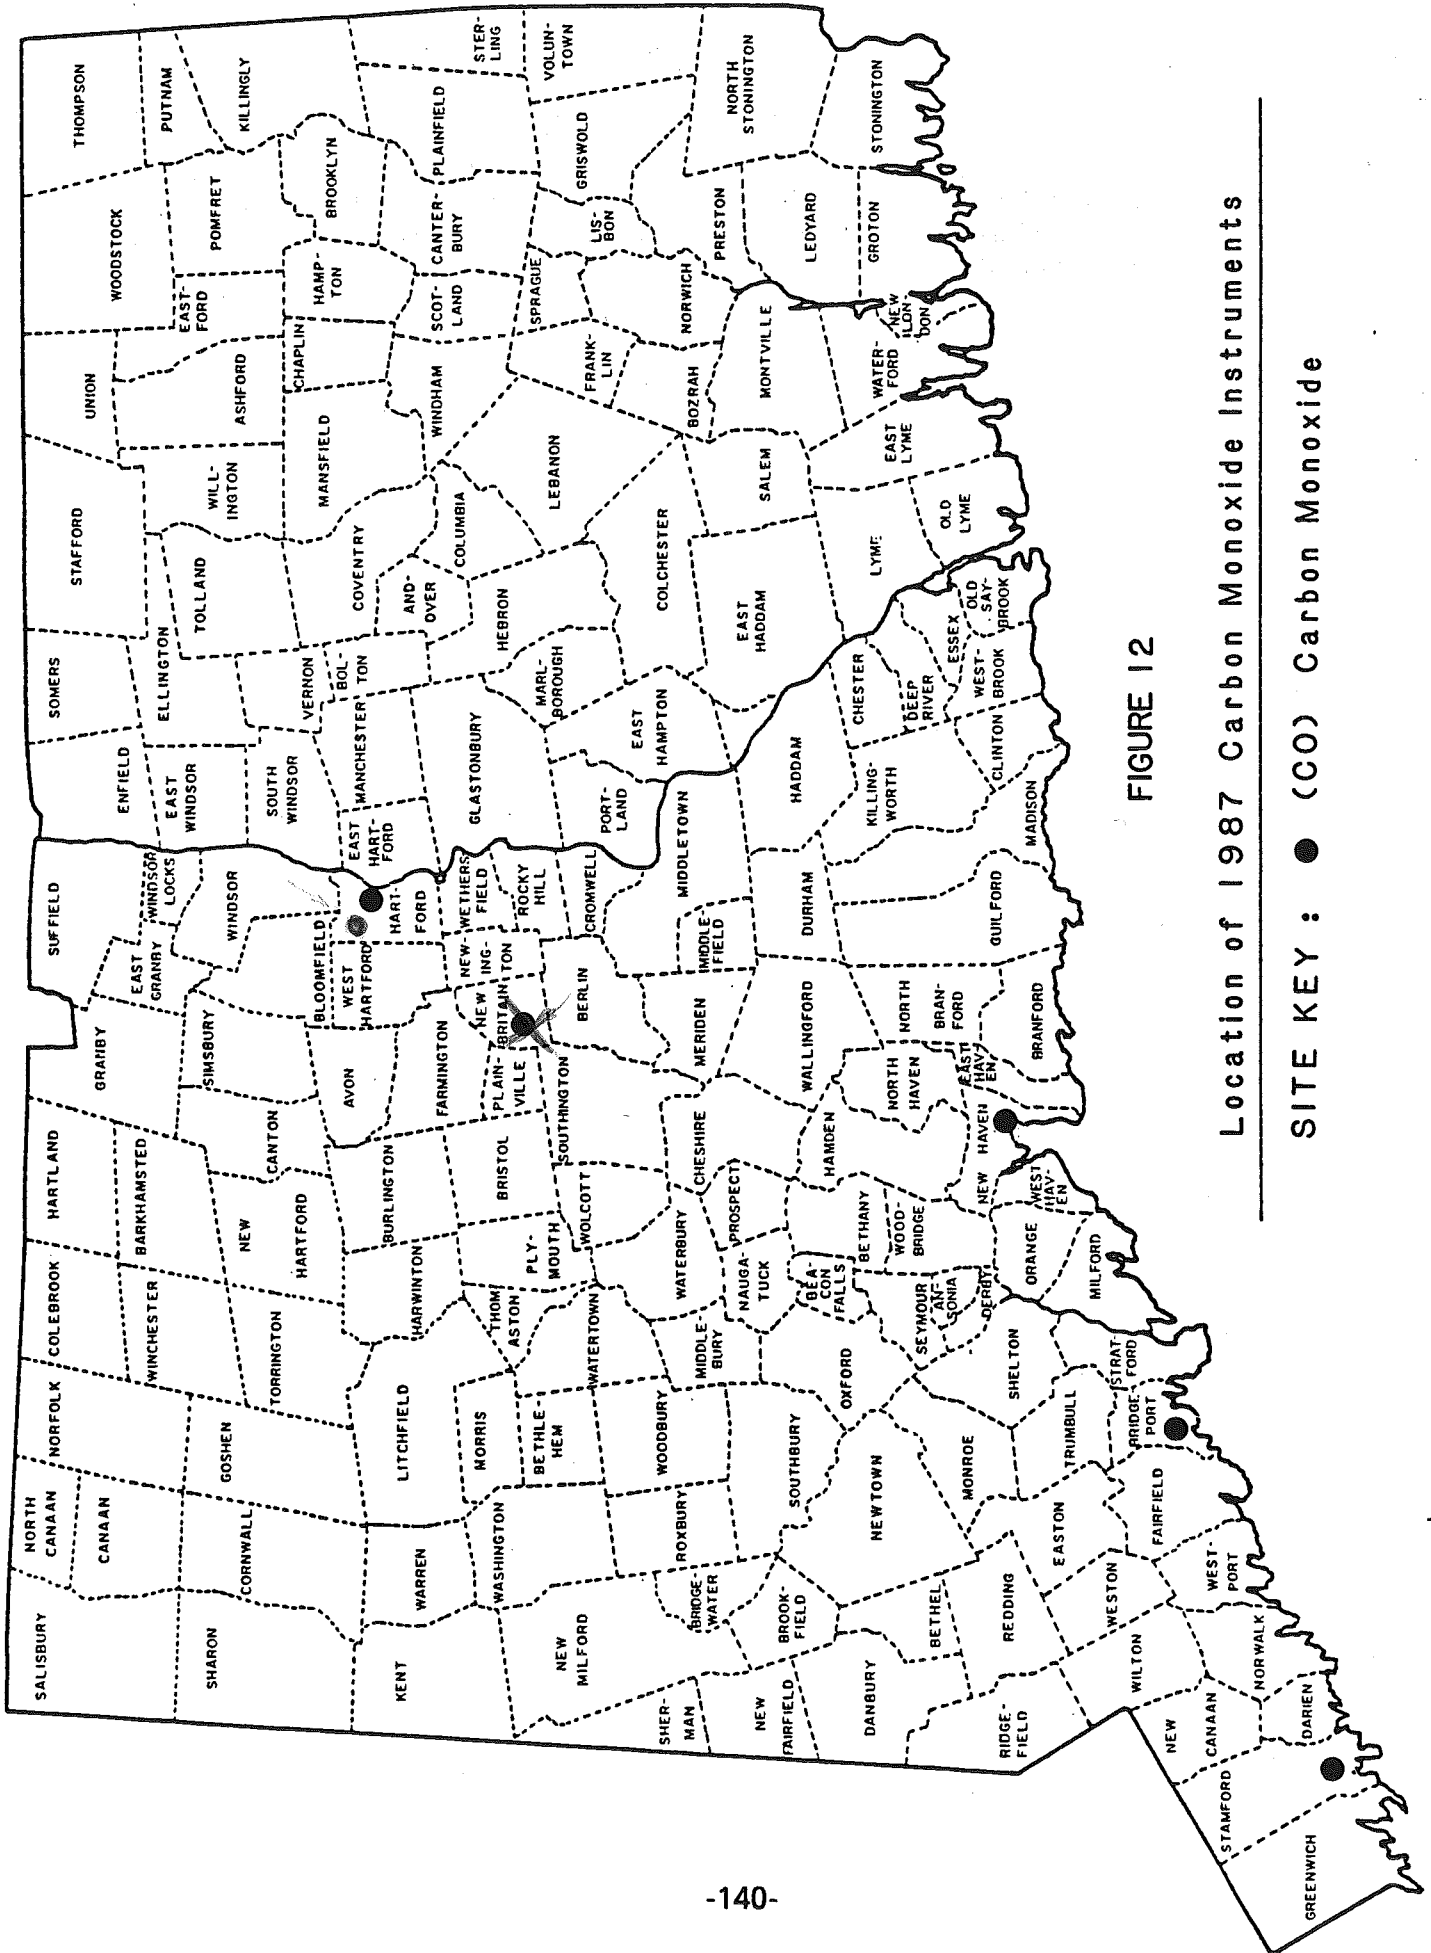 SALISBURY
NORTH
CANAAN
CANAAN
NORFOLK
COLEBROOK
HARTLAND
GRANBY
SUFFIELD
ENFIELD
SOMERS
STAFFORD
UNION
WOODSTOCK
THOMPSON
PUTNAM
SHARON
CORNWALL
GOSHEN
WINCHESTER
TORRINGTON
BARKHAMSTED
NEW
HARTFORD
CANTON
SIMSBURY
EAST
GRANBY
WINDSOR
LOCKS
WINDSOR
BLOOMFIELD
EAST
WINDSOR
SOUTH
WINDSOR
ELLINGTON
VERNON
TOLLAND
WILL-
INGTON
ASHFORD
EAST-
FORD
POMFRET
KILLINGLY
BROOKLYN
KENT
WARREN
LITCHFIELD
HARWINTON
BURLINGTON
AVON
FARMINGTON
WEST
HARTFORD
HART-
FORD
EAST
HART-
FORD
MANCHESTER
BOL-
TON
COVENTRY
AND-
OVER
MANSFIELD
CHAPLIN
HAMP-
TON
WINDHAM
SCOT-
LAND
CANTER-
BURY
PLAINFIELD
STER-
LING
WASHINGTON
MORRIS
BETHLE-
HEM
THOM
ASTON
WATERTOWN
PLY-
MOUTH
BRISTOL
PLAIN-
VILLE
NEW
BRITAIN
NEW-
ING-
TON
WETHERS
FIELD
ROCKY
HILL
GLASTONBURY
HEBRON
COLUMBIA
LEBANON
MARL-
BOROUGH
SPRAGUE
FRANK-
LIN
LIS-
BON
GRISWOLD
VOLUN-
TOWN
NEW
MILFORD
SHER-
MAN
BRIDGE-
WATER
ROXBURY
WOODBURY
MIDDLE-
BURY
WATERBURY
WOLCOTT
SOUTHINGTON
CHESHIRE
PROSPECT
BERLIN
MERIDEN
CROMWELL
MIDDLETOWN
MIDDLE-
FIELD
PORT-
LAND
EAST
HAMPTON
COLCHESTER
BOZRAH
NORWICH
PRESTON
NORTH
STONINGTON
NEW
FAIRFIELD
BROOK-
FIELD
DANBURY
BETHEL
NEWTOWN
SOUTHBURY
OXFORD
NAUGA-
TUCK
BEA-
CON
FALLS
BETHANY
HAMDEN
WALLINGFORD
DURHAM
HADDAM
EAST
HADDAM
SALEM
MONTVILLE
LEDYARD
STONINGTON
GROTON
RIDGE-
FIELD
REDDING
MONROE
SHELTON
SEYMOUR
AN-
SONIA
DERBY
WOOD-
BRIDGE
NORTH
HAVEN
NORTH
BRAN-
FORD
GUILFORD
KILLING-
WORTH
CHESTER
DEEP
RIVER
ESSEX
LYME
OLD
LYME
EAST
LYME
WATER-
FORD
NEW
LON-
DON
OLD
SAY-
BROOK
WEST-
BROOK
CLINTON
MADISON
BRANFORD
EAST
HAV-
EN
NEW HAVEN
WEST
HAV-
EN
ORANGE
MILFORD
STRAT-
FORD
BRIDGE-
PORT
TRUMBULL
EASTON
FAIRFIELD
WESTON
WEST-
PORT
WILTON
NORWALK
NEW
CANAAN
DARIEN
STAMFORD
GREENWICH
FIGURE 12
Location of 1987 Carbon Monoxide Instruments
SITE KEY: ● (CO) Carbon Monoxide
-140-